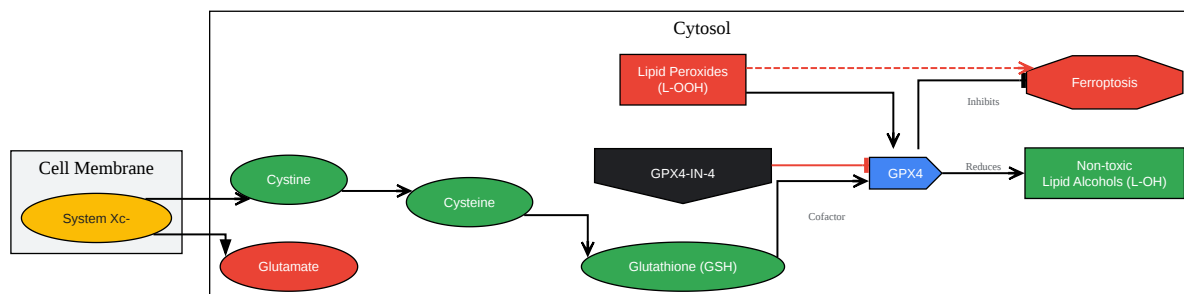 Cytosol
Lipid Peroxides
(L-OOH)
Ferroptosis
Inhibits
Cell Membrane
Cystine
GPX4-IN-4
GPX4
Reduces
Non-toxic
Lipid Alcohols (L-OH)
System Xc-
Cysteine
Cofactor
Glutamate
Glutathione (GSH)